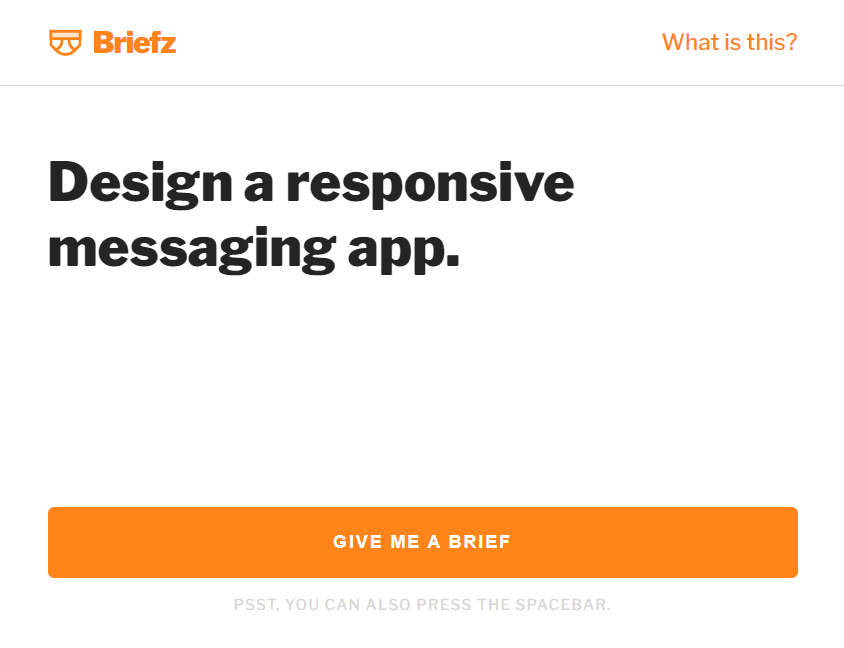 Briefz
What is this?
Design a responsive
messaging app.
GIVE ME A BRIEF
PSST, YOU CAN ALSO PRESS THE SPACEBAR.